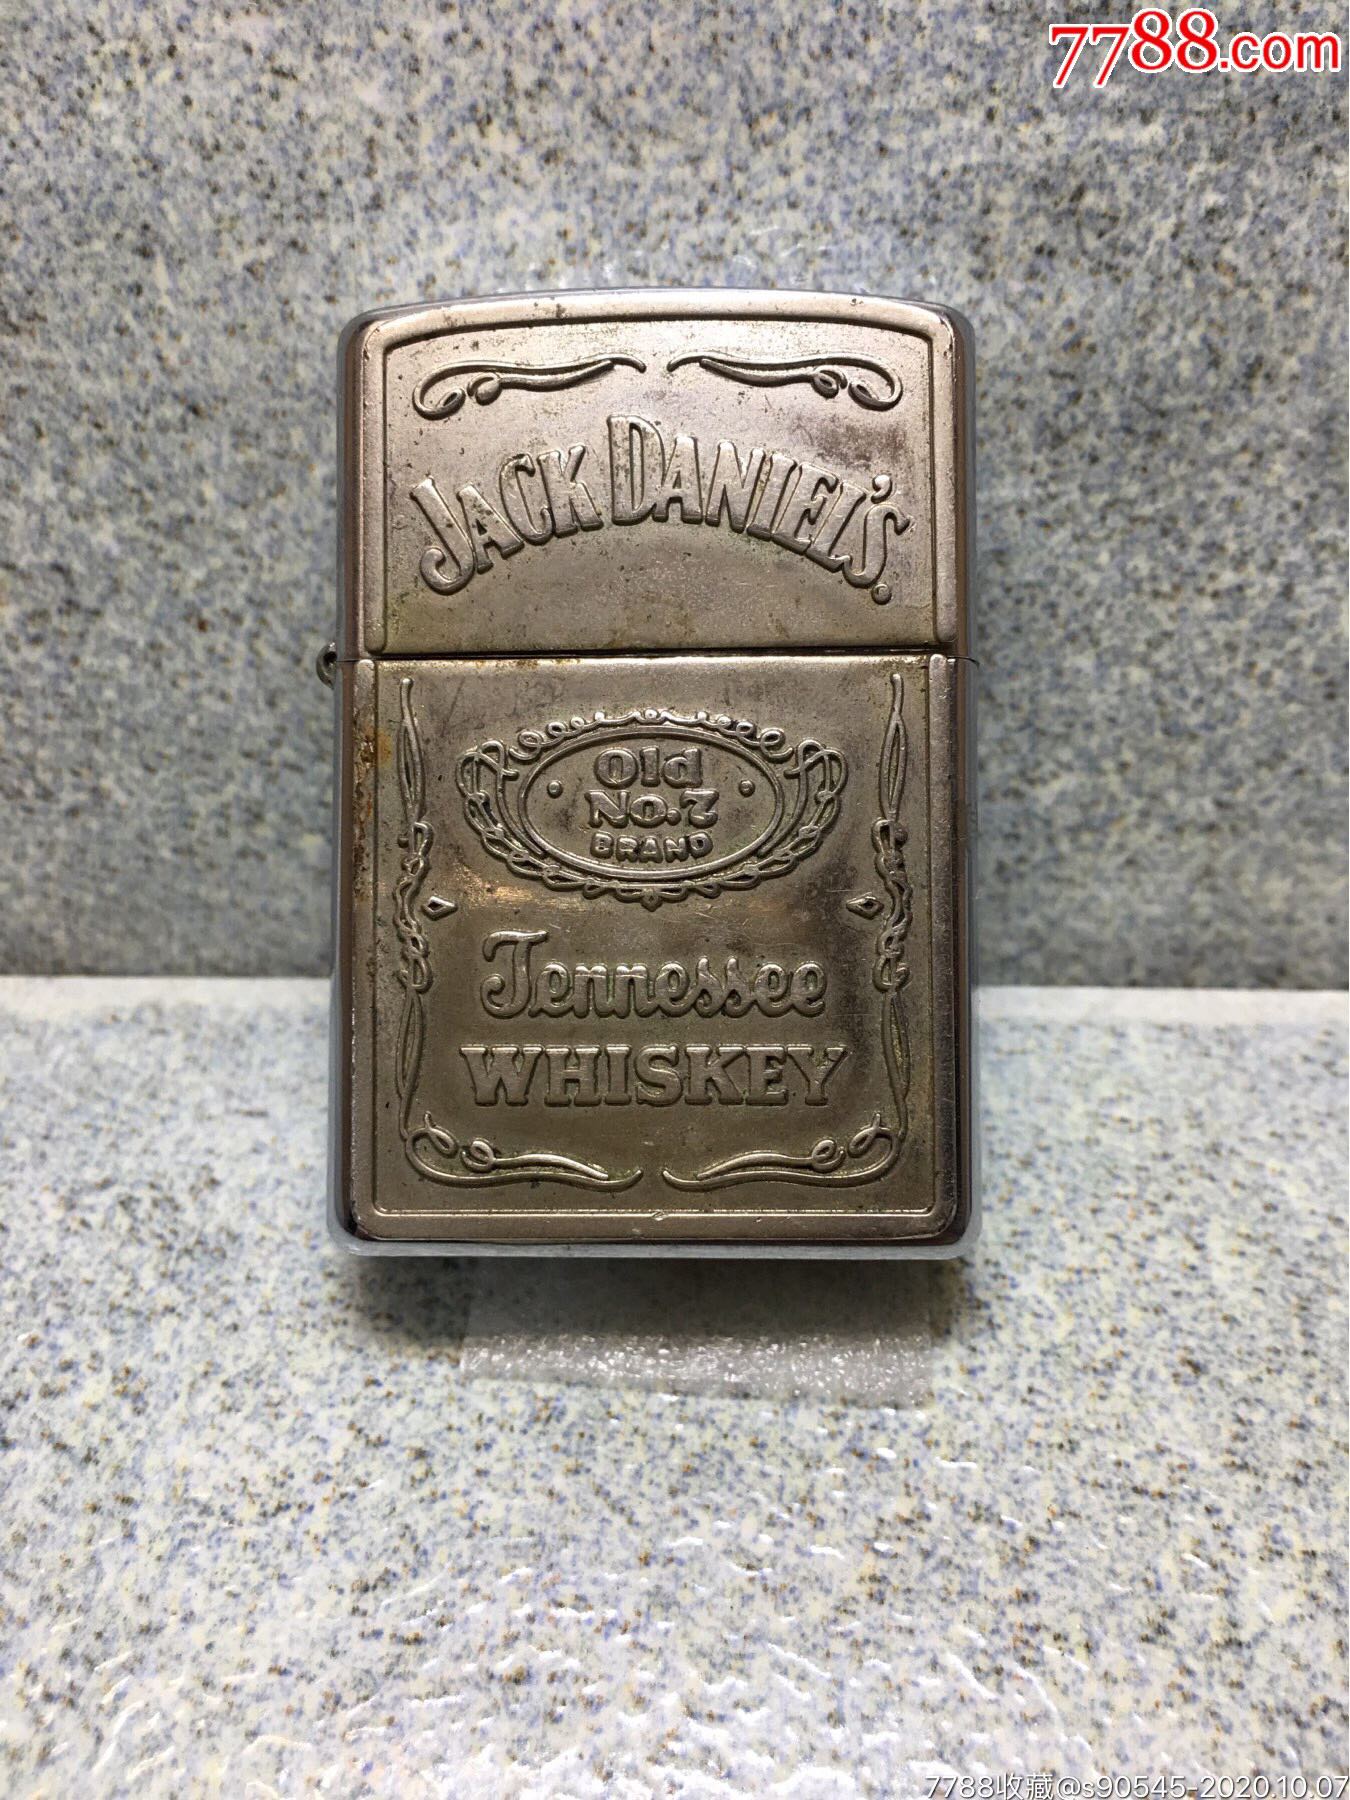 7788.com
JACK DANIEL'S.
Old
No.7
BRAND
Tennessee
WHISKEY
7788收藏@s90545-2020.10.07